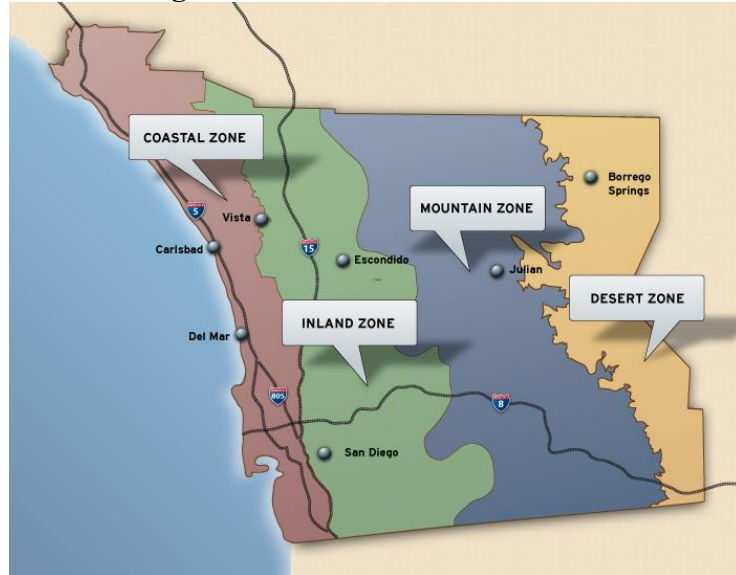 COASTAL ZONE
Borrego
Springs
MOUNTAIN ZONE
5
Vista
Carlsbad
15
Escondido
Julian
DESERT ZONE
INLAND ZONE
Del Mar
805
8
San Diego